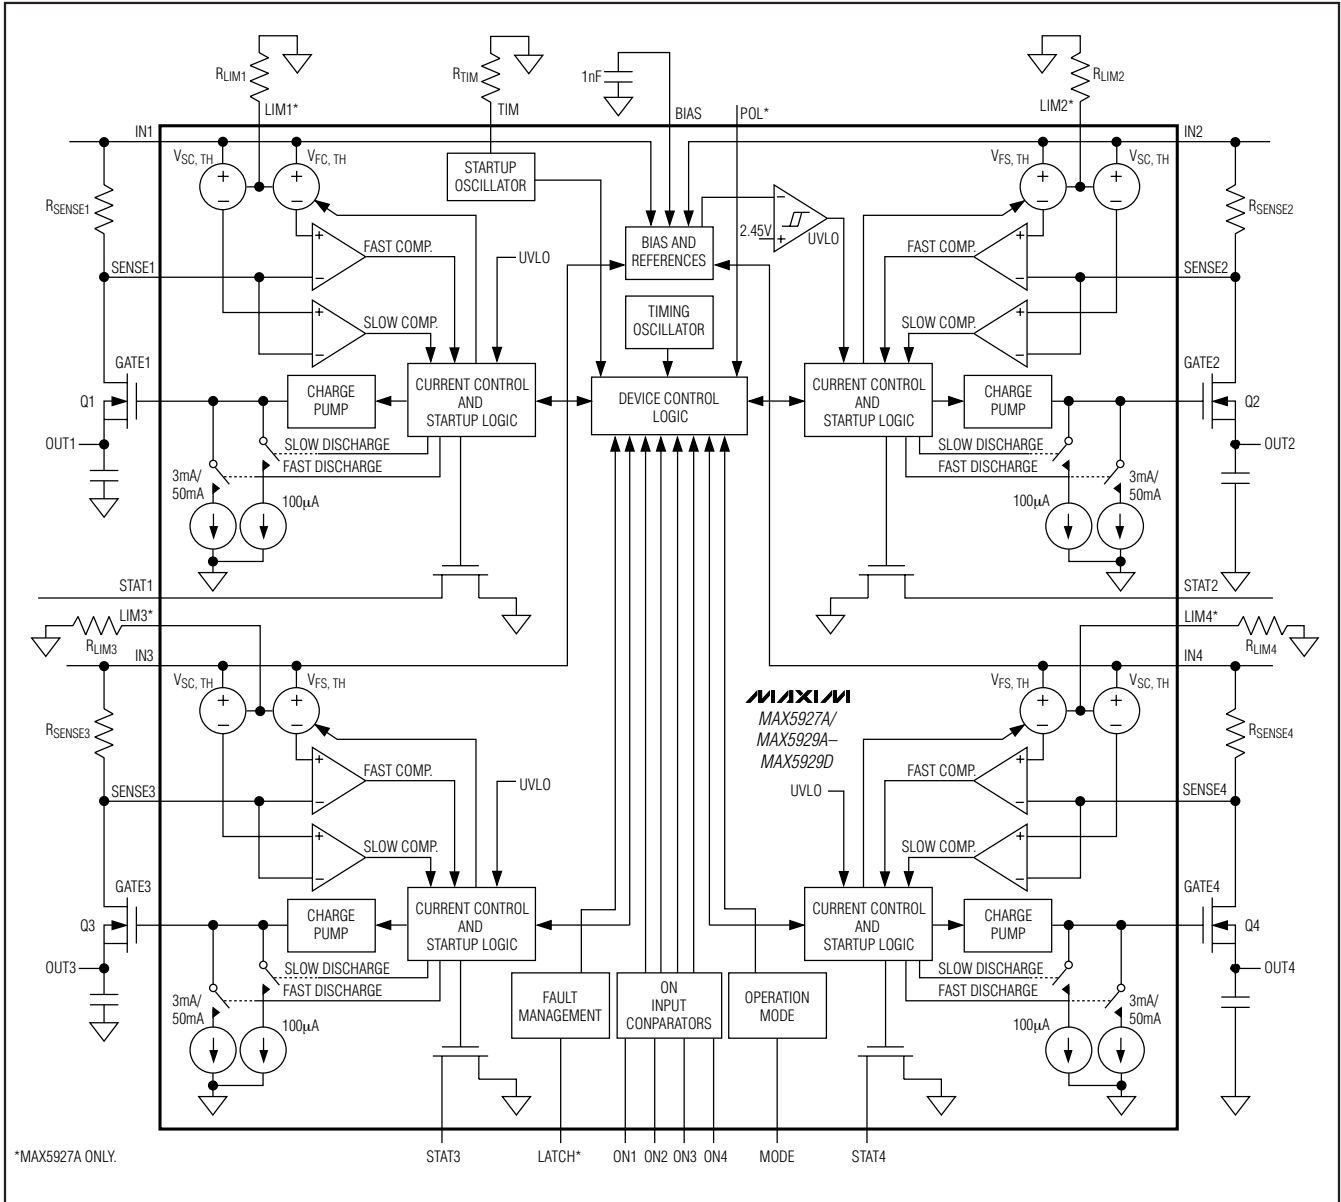 RLIM1
RTIM
1nF
RLIM2
LIM1*
TIM
BIAS
POL*
LIM2*
IN1
IN2
VSC, TH
VFC, TH
STARTUP
OSCILLATOR
VFS, TH
VSC, TH
+
−
+
−
+
−
+
−
RSENSE1
RSENSE2
−
2.45V
+
UVLO
BIAS AND
REFERENCES
+
−
FAST COMP.
UVLO
FAST COMP.
+
−
SENSE1
SENSE2
TIMING
OSCILLATOR
+
−
SLOW COMP.
SLOW COMP.
+
−
GATE1
CHARGE
PUMP
CURRENT CONTROL
AND
STARTUP LOGIC
DEVICE CONTROL
LOGIC
CURRENT CONTROL
AND
STARTUP LOGIC
CHARGE
PUMP
GATE2
Q1
Q2
OUT1
SLOW DISCHARGE
SLOW DISCHARGE
OUT2
FAST DISCHARGE
FAST DISCHARGE
3mA/
50mA
100µA
100µA
3mA/
50mA
STAT1
STAT2
LIM3*
LIM4*
RLIM3
RLIM4
IN3
IN4
VSC, TH
VFS, TH
VFS, TH
VSC, TH
+
−
+
−
+
−
+
−
MAXIM
MAX5927A/
MAX5929A–
MAX5929D
RSENSE3
RSENSE4
+
−
FAST COMP.
UVLO
UVLO
FAST COMP.
+
−
SENSE3
SENSE4
+
−
SLOW COMP.
SLOW COMP.
+
−
GATE3
CHARGE
PUMP
CURRENT CONTROL
AND
STARTUP LOGIC
CURRENT CONTROL
AND
STARTUP LOGIC
CHARGE
PUMP
GATE4
Q3
Q4
OUT3
SLOW DISCHARGE
SLOW DISCHARGE
OUT4
FAST DISCHARGE
FAST DISCHARGE
3mA/
50mA
100µA
FAULT
MANAGEMENT
ON
INPUT
CONPARATORS
OPERATION
MODE
100µA
3mA/
50mA
*MAX5927A ONLY.
STAT3
LATCH*
ON1
ON2
ON3
ON4
MODE
STAT4